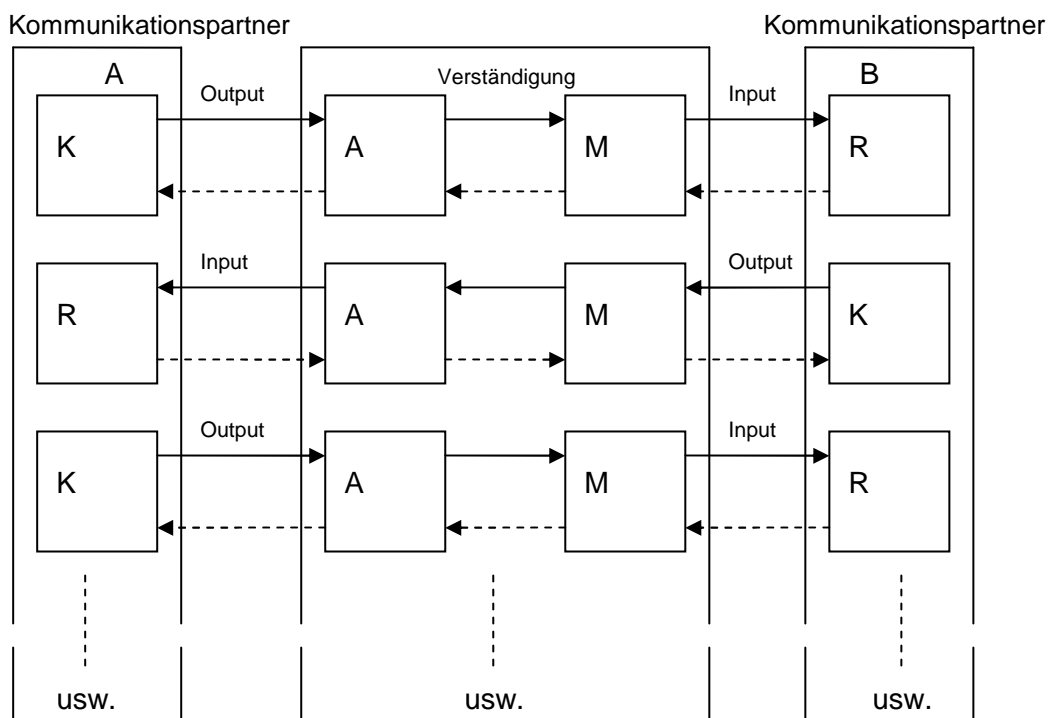 Kommunikationspartner Kommunikationspartner
A Verständigung B
Output Input
K A M R
Input Output
R A M K
Output Input
K A M R
usw. usw. usw.